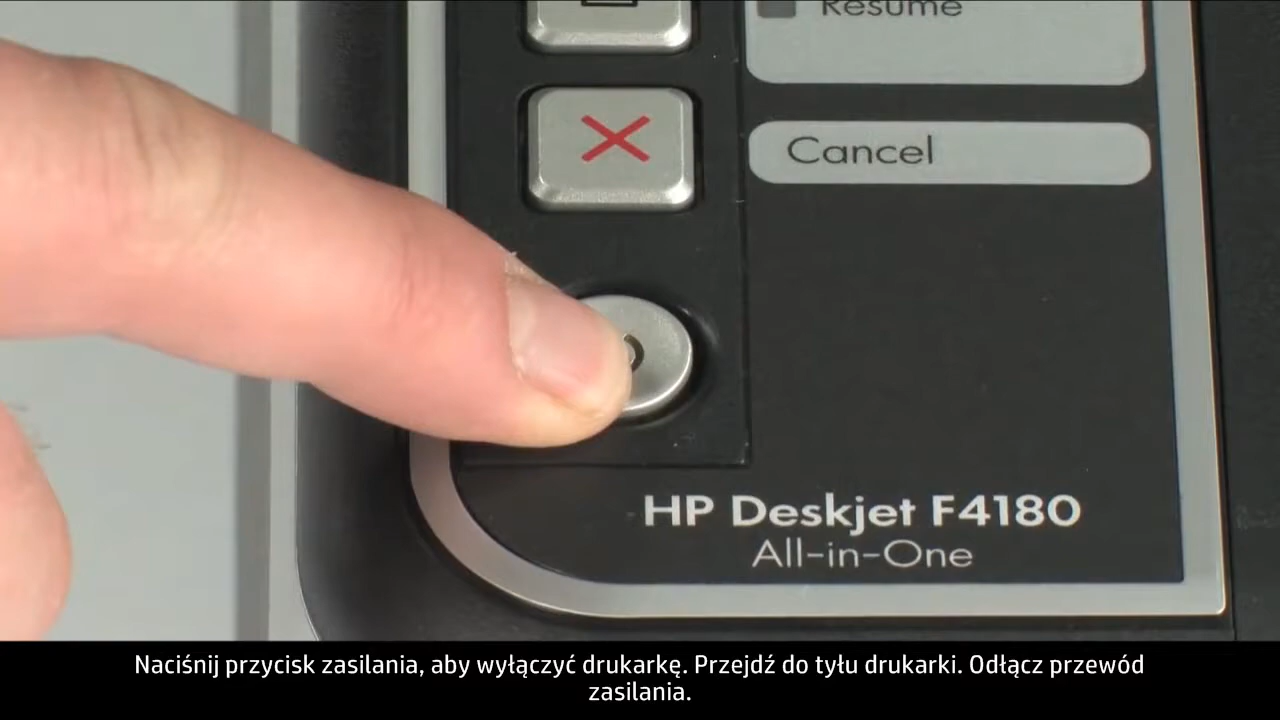 Resume
Cancel
HP Deskjet F4180
All-in-One
Naciśnij przycisk zasilania, aby wyłączyć drukarkę. Przejdź do tyłu drukarki. Odłącz przewód
zasilania.